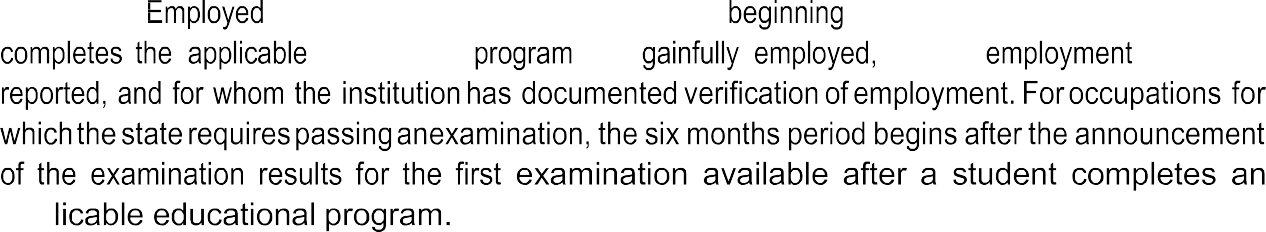 Employed beginning
completes the applicable program gainfully employed, employment
reported, and for whom the institution has documented verification of employment. For occupations for
which the state requires passing an examination, the six months period begins after the announcement
of the examination results for the first examination available after a student completes an
licable educational program.